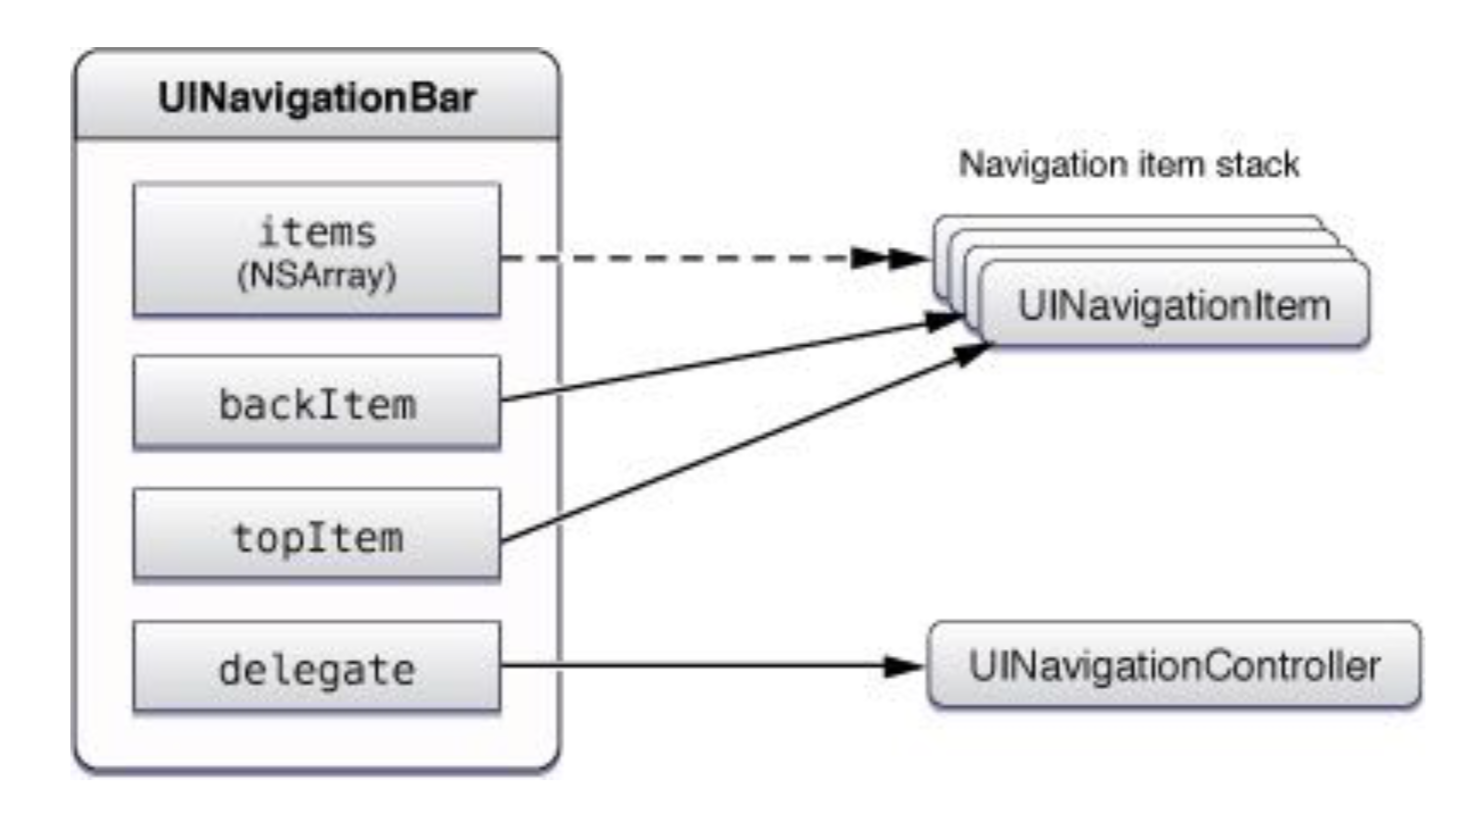 UINavigationBar
items
(NSArray)
backItem
topItem
delegate
Navigation item stack
UINavigationItem
UINavigationController